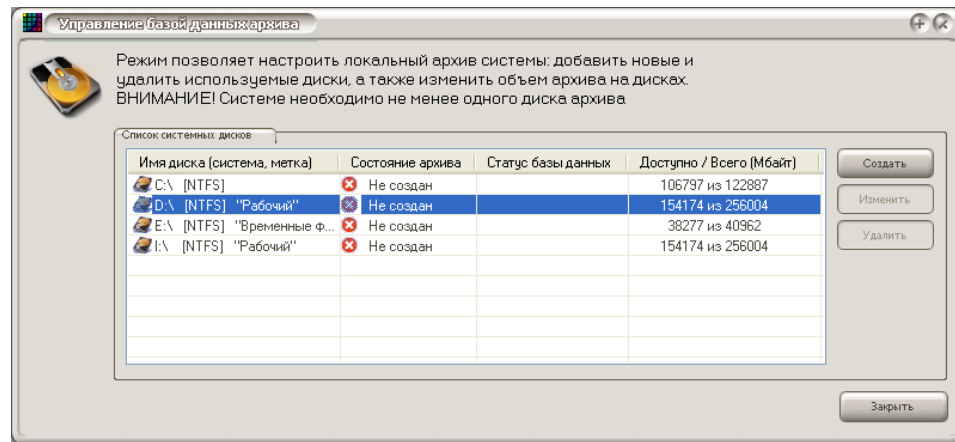 Управление базой данных архива
Режим позволяет настроить локальный архив системы: добавить новые и
удалить используемые диски, а также изменить объем архива на дисках.
ВНИМАНИЕ! Системе необходимо не менее одного диска архива
Список системных дисков
Имя диска (система, метка) Состояние архива Статус базы данных Доступно / Всего (Мбайт)
C:\ [NTFS] Не создан 106797 из 122887
D:\ [NTFS] "Рабочий" Не создан 154174 из 256004
E:\ [NTFS] "Временные ф... Не создан 38277 из 40962
I:\ [NTFS] "Рабочий" Не создан 154174 из 256004
Создать
Изменить
Удалить
Закрыть